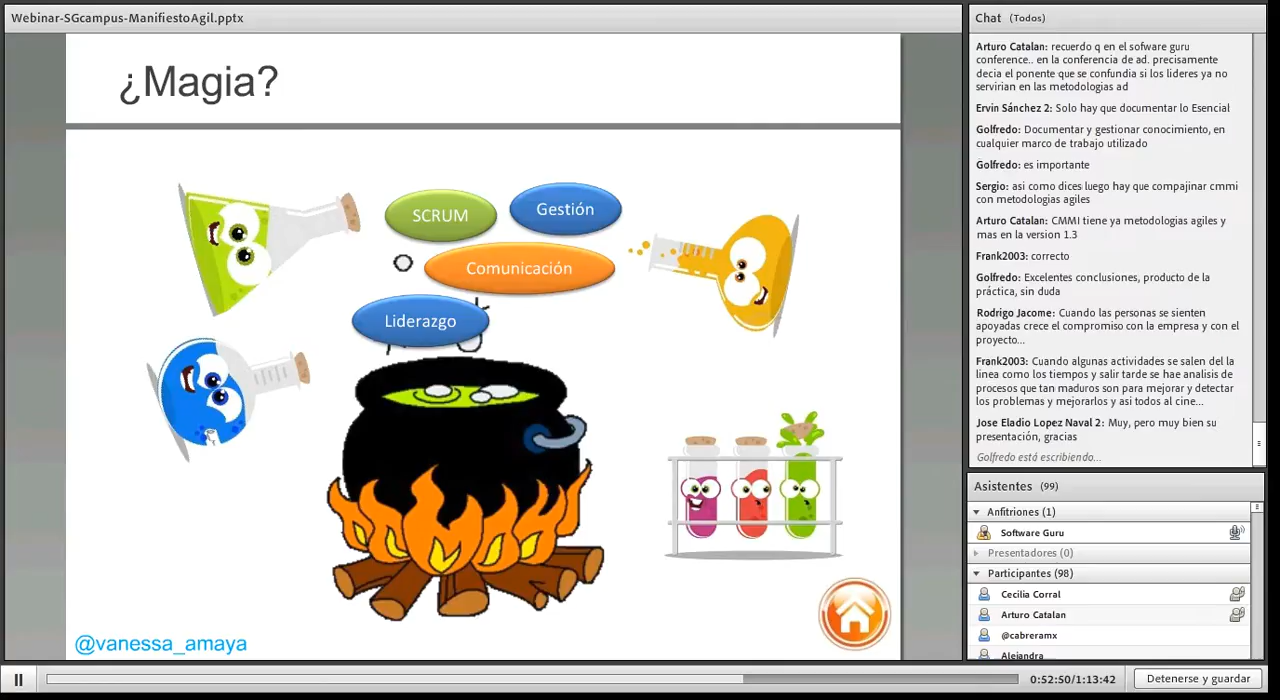 Webinar-SGcampus-ManifiestoAgil.pptx
¿Magia?
SCRUM
Gestión
Comunicación
Liderazgo
@vanessa_amaya
Chat (Todos)
Arturo Catalan: recuerdo q en el sofware guru
conference.. en la conferencia de ad. precisamente
decia el ponente que se confundia si los lideres ya no
servirian en las metodologias ad
Ervin Sánchez 2: Solo hay que documentar lo Esencial
Golfredo: Documentar y gestionar conocimiento, en
cualquier marco de trabajo utilizado
Golfredo: es importante
Sergio: asi como dices luego hay que compajinar cmmi
con metodologias agiles
Arturo Catalan: CMMI tiene ya metodologias agiles y
mas en la version 1.3
Frank2003: correcto
Golfredo: Excelentes conclusiones, producto de la
práctica, sin duda
Rodrigo Jacome: Cuando las personas se sienten
apoyadas crece el compromiso con la empresa y con el
proyecto...
Frank2003: Cuando algunas actividades se salen del la
linea como los tiempos y salir tarde se hae analisis de
procesos que tan maduros son para mejorar y detectar
los problemas y mejorarlos y asi todos al cine...
Jose Eladio Lopez Naval 2: Muy, pero muy bien su
presentación, gracias
Golfredo está escribiendo...
Asistentes (99)
Anfitriones (1)
Software Guru
Presentadores (0)
Participantes (98)
Cecilia Corral
Arturo Catalan
@cabreramx
Alejandra
0:52:50/1:13:42
Detenerse y guardar